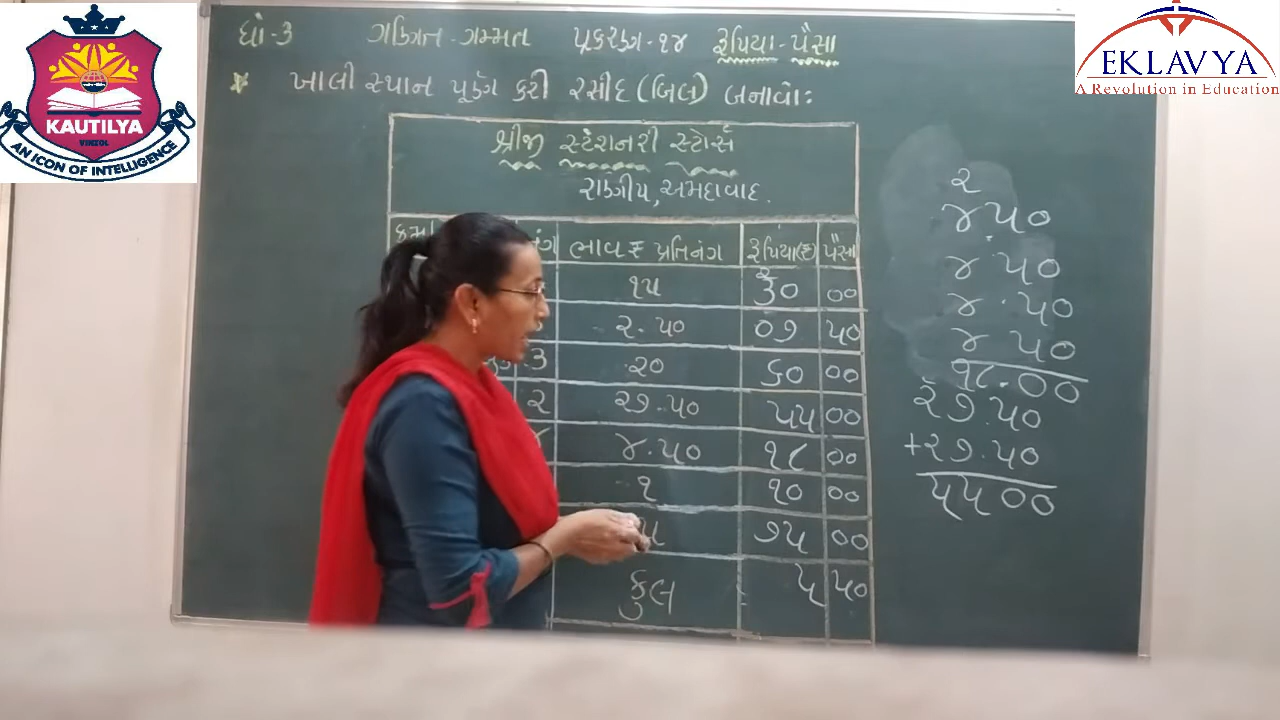 KAUTILYA
VINZOL
AN ICON OF INTELLIGENCE
EKLAVYA
A Revolution in Education
ધો-૩ ગણિત-ગમ્મત પ્રકરણ-૧૪ રૂપિયા-પૈસા
* ખાલી સ્થાન પૂર્ણ કરી રસીદ (બિલ) બનાવો:
શ્રીજી સ્ટેશનરી સ્ટોર્સ
રાણીપ, અમદાવાદ.
ક્રમ નંગ ભાવ ₹ પ્રતિનંગ રૂપિયા(₹) પૈસા
૧૫ ૩૦ ૦૦
૨.૫૦ ૦૭ ૫૦
૩ ૨૦ ૬૦ ૦૦
૨ ૨૭.૫૦ ૫૫ ૦૦
૪.૫૦ ૧૮ ૦૦
૧ ૧૦ ૦૦
૭૫ ૦૦
કુલ ૫ ૫૦
૨
૪.૫૦
૪.૫૦
૪.૫૦
૪.૫૦
૧૮.૦૦
૨૭.૫૦
+૨૭.૫૦
૫૫૦૦